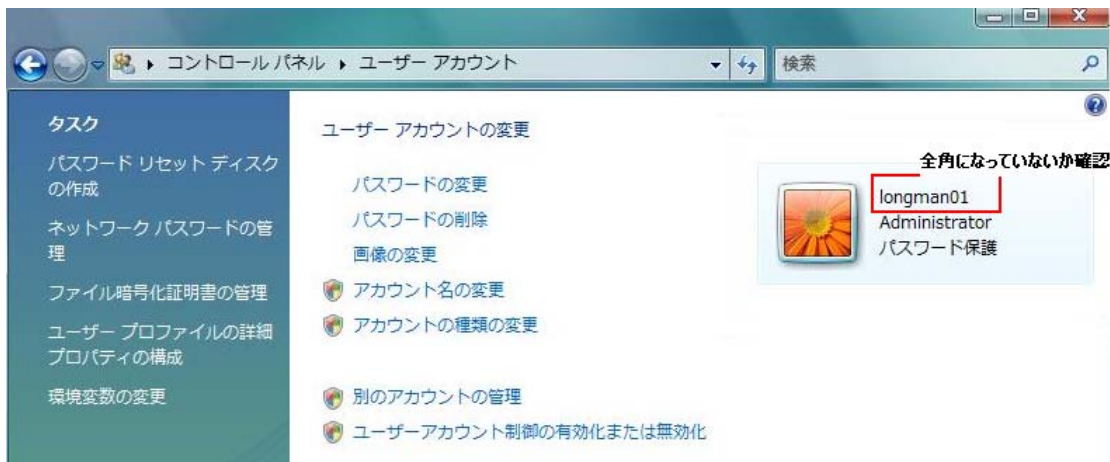 コントロール パネル ▸ ユーザー アカウント
検索
タスク
パスワード リセット ディスク
の作成
ネットワーク パスワードの管
理
ファイル暗号化証明書の管理
ユーザー プロファイルの詳細
プロパティの構成
環境変数の変更
ユーザー アカウントの変更
パスワードの変更
パスワードの削除
画像の変更
アカウント名の変更
アカウントの種類の変更
別のアカウントの管理
ユーザーアカウント制御の有効化または無効化
全角になっていないか確認
longman01
Administrator
パスワード保護